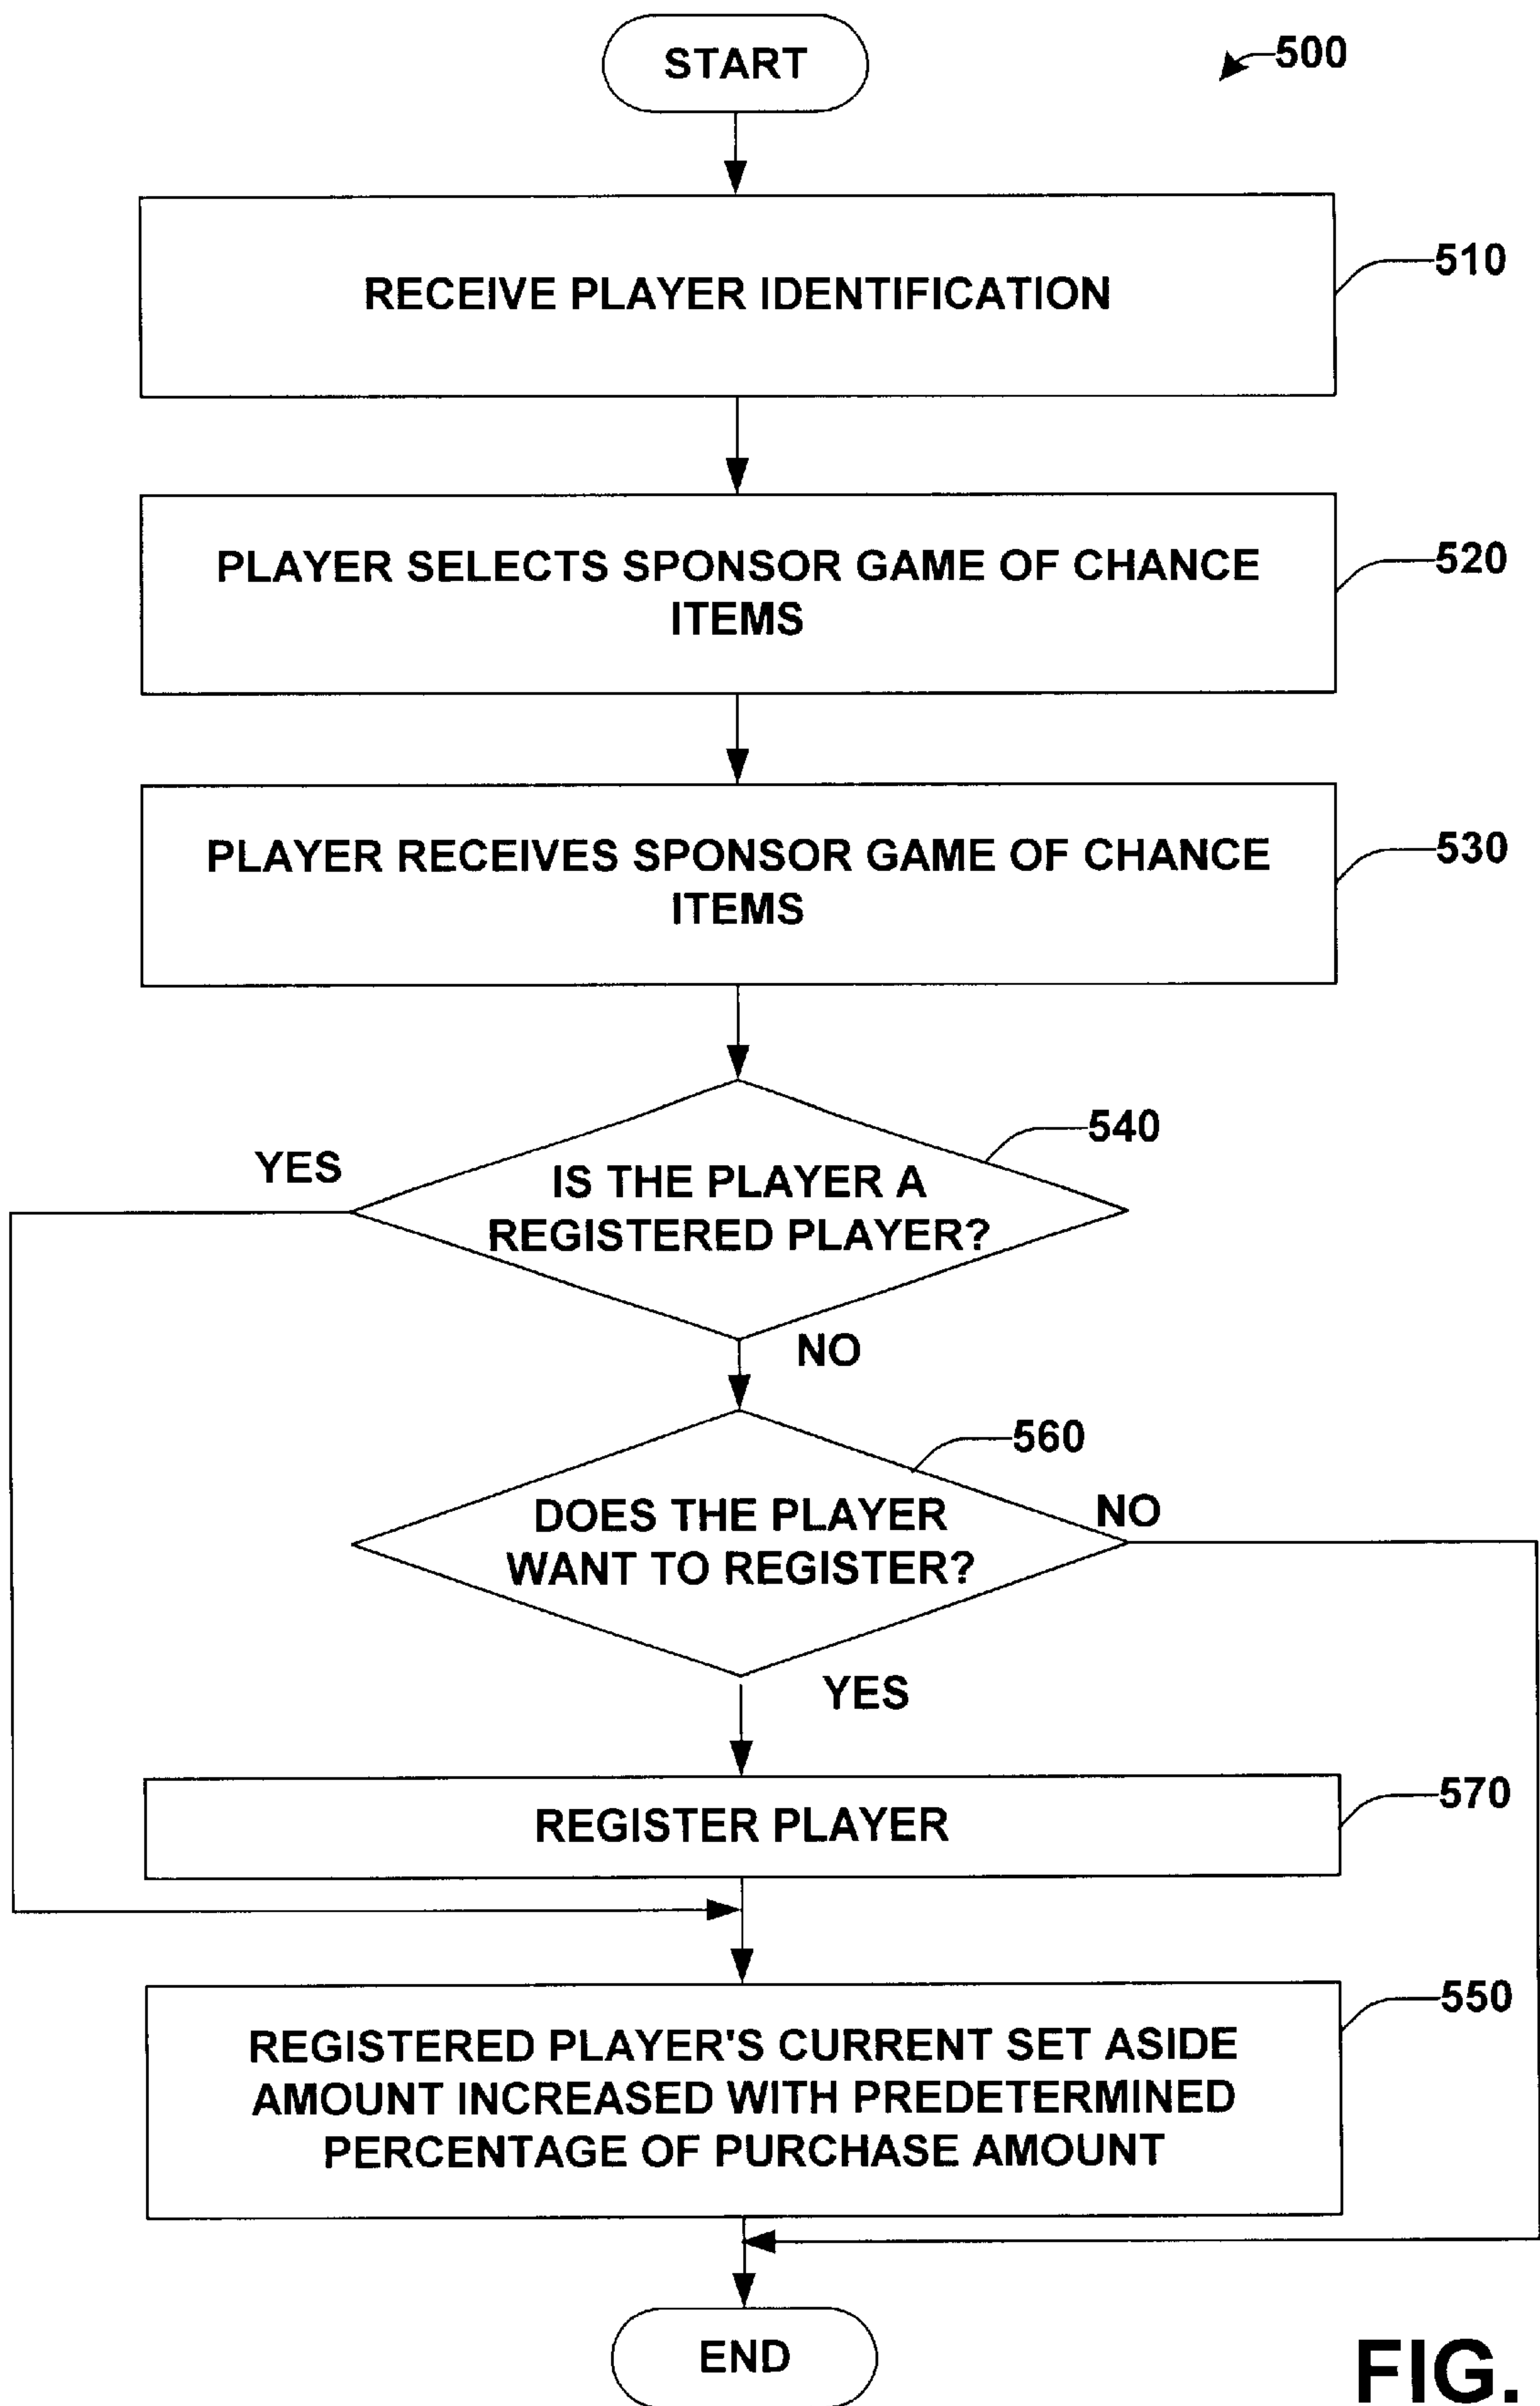 START
500
RECEIVE PLAYER IDENTIFICATION
510
PLAYER SELECTS SPONSOR GAME OF CHANCE
ITEMS
520
PLAYER RECEIVES SPONSOR GAME OF CHANCE
ITEMS
530
540
YES
IS THE PLAYER A
REGISTERED PLAYER?
NO
560
NO
DOES THE PLAYER
WANT TO REGISTER?
YES
570
REGISTER PLAYER
550
REGISTERED PLAYER'S CURRENT SET ASIDE
AMOUNT INCREASED WITH PREDETERMINED
PERCENTAGE OF PURCHASE AMOUNT
END
FIG.